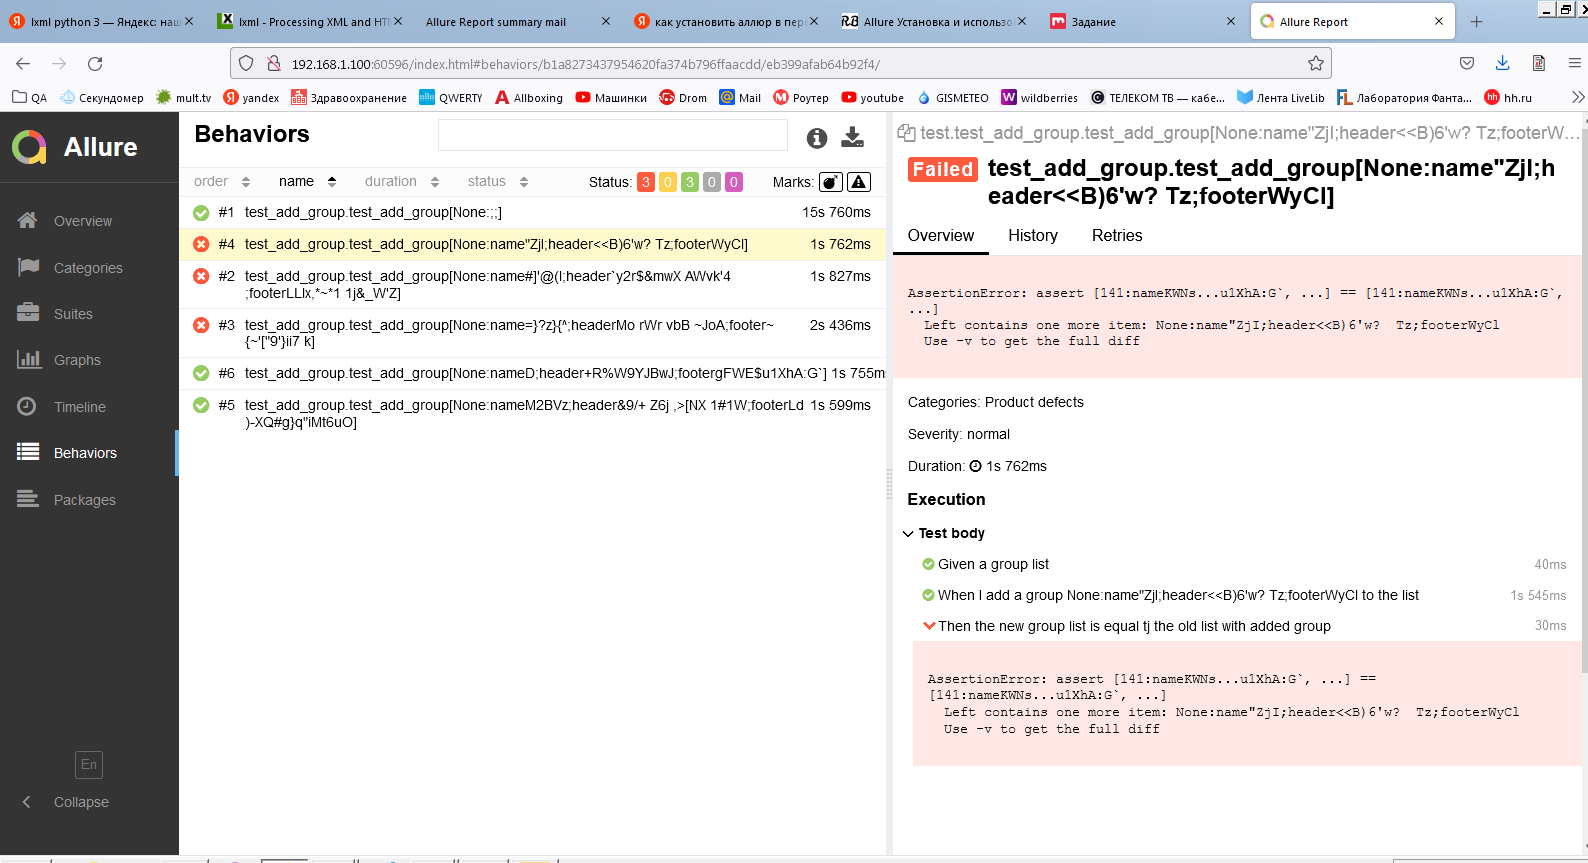 lxml python 3 — Яндекс: наш
lxml - Processing XML and HTM
Allure Report summary mail
как установить аллюр в пер
Allure Установка и использо
Задание
Allure Report
192.168.1.100:60596/index.html#behaviors/b1a8273437954620fa374b796ffaacdd/eb399afab64b92f4/
QA
Секундомер
mult.tv
yandex
Здравоохранение
QWERTY
Allboxing
Машинки
Drom
Mail
Роутер
youtube
GISMETEO
wildberries
ТЕЛЕКОМ ТВ — кабе...
Лента LiveLib
Лаборатория Фанта...
hh.ru
Allure
Overview
Categories
Suites
Graphs
Timeline
Behaviors
Packages
En
Collapse
Behaviors
order name duration status
Status: 3 0 3 0 0
Marks:
#1 test_add_group.test_add_group[None:;;] 15s 760ms
#4 test_add_group.test_add_group[None:name"ZjI;header<<B)6'w? Tz;footerWyCl] 1s 762ms
#2 test_add_group.test_add_group[None:name#]'@(l;header`y2r$&mwX AWvk'4 1s 827ms
;footerLLlx,*~*1 1j&_W'Z]
#3 test_add_group.test_add_group[None:name=}?z}{^;headerMo rWr vbB ~JoA;footer~ 2s 436ms
{~'["9'}ii7 k]
#6 test_add_group.test_add_group[None:nameD;header+R%W9YJBwJ;footergFWE$u1XhA:G`] 1s 755m
#5 test_add_group.test_add_group[None:nameM2BVz;header&9/+ Z6j ,>[NX 1#1W;footerLd 1s 599ms
)-XQ#g}q"iMt6uO]
test.test_add_group.test_add_group[None:name"ZjI;header<<B)6'w? Tz;footerW...
Failed
test_add_group.test_add_group[None:name"ZjI;h
eader<<B)6'w? Tz;footerWyCl]
Overview History Retries
AssertionError: assert [141:nameKWNs...u1XhA:G`, ...] == [141:nameKWNs...u1XhA:G`,
...]
Left contains one more item: None:name"ZjI;header<<B)6'w?  Tz;footerWyCl
Use -v to get the full diff
Categories: Product defects
Severity: normal
Duration: 1s 762ms
Execution
Test body
Given a group list 40ms
When I add a group None:name"ZjI;header<<B)6'w? Tz;footerWyCl to the list 1s 545ms
Then the new group list is equal tj the old list with added group 30ms
AssertionError: assert [141:nameKWNs...u1XhA:G`, ...] ==
[141:nameKWNs...u1XhA:G`, ...]
Left contains one more item: None:name"ZjI;header<<B)6'w?  Tz;footerWyCl
Use -v to get the full diff